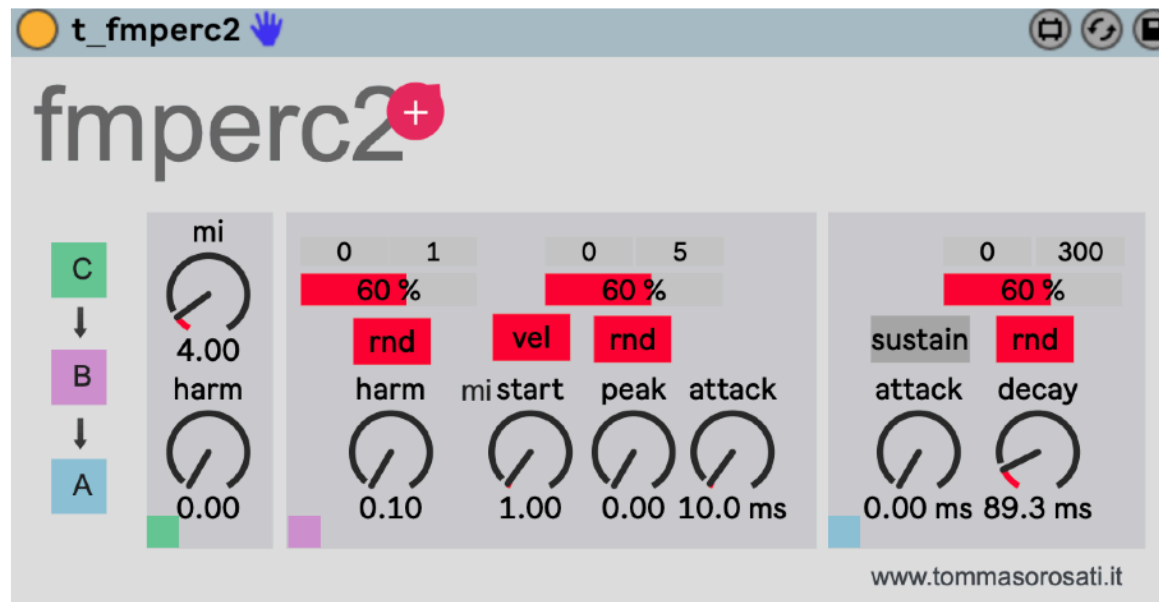 t_fmperc2
fmperc2
+
C
B
A
mi
4.00
harm
0.00
0 1
60 %
rnd
harm
0.10
0 5
60 %
vel rnd
mi start peak attack
1.00 0.00 10.0 ms
0 300
60 %
sustain rnd
attack decay
0.00 ms 89.3 ms
www.tommasorosati.it